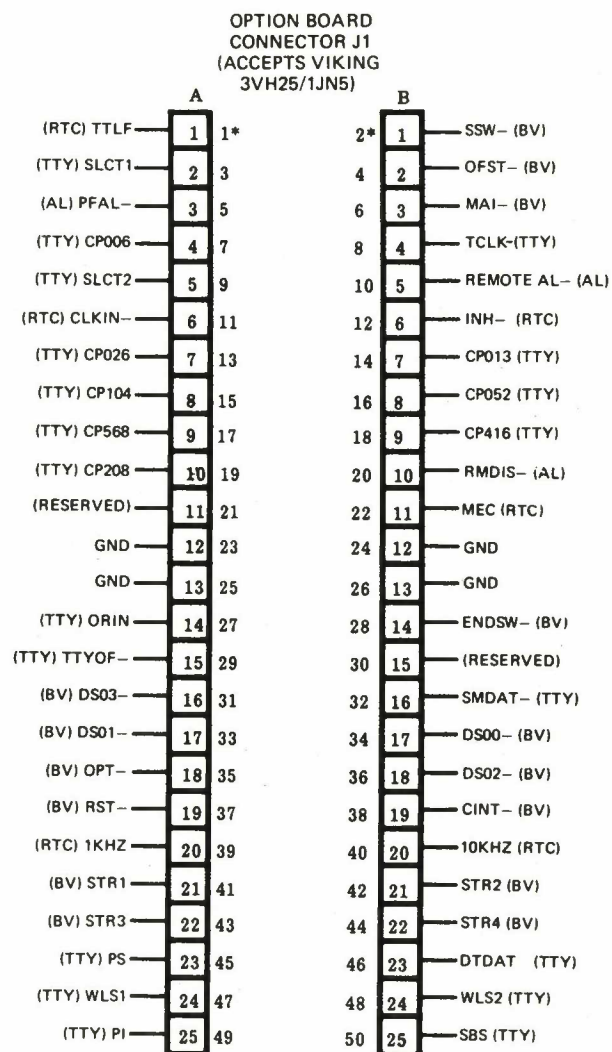 OPTION BOARD
CONNECTOR J1
(ACCEPTS VIKING
3VH25/1JN5)
A B
(RTC) TTLF 1 1* 2* 1 SSW– (BV)
(TTY) SLCT1 2 3 4 2 OFST– (BV)
(AL) PFAL– 3 5 6 3 MAI– (BV)
(TTY) CP006 4 7 8 4 TCLK–(TTY)
(TTY) SLCT2 5 9 10 5 REMOTE AL– (AL)
(RTC) CLKIN– 6 11 12 6 INH– (RTC)
(TTY) CP026 7 13 14 7 CP013 (TTY)
(TTY) CP104 8 15 16 8 CP052 (TTY)
(TTY) CP568 9 17 18 9 CP416 (TTY)
(TTY) CP208 10 19 20 10 RMDIS– (AL)
(RESERVED) 11 21 22 11 MEC (RTC)
GND 12 23 24 12 GND
GND 13 25 26 13 GND
(TTY) ORIN 14 27 28 14 ENDSW– (BV)
(TTY) TTYOF– 15 29 30 15 (RESERVED)
(BV) DS03– 16 31 32 16 SMDAT– (TTY)
(BV) DS01– 17 33 34 17 DS00– (BV)
(BV) OPT– 18 35 36 18 DS02– (BV)
(BV) RST– 19 37 38 19 CINT– (BV)
(RTC) 1KHZ 20 39 40 20 10KHZ (RTC)
(BV) STR1 21 41 42 21 STR2 (BV)
(BV) STR3 22 43 44 22 STR4 (BV)
(TTY) PS 23 45 46 23 DTDAT (TTY)
(TTY) WLS1 24 47 48 24 WLS2 (TTY)
(TTY) PI 25 49 50 25 SBS (TTY)